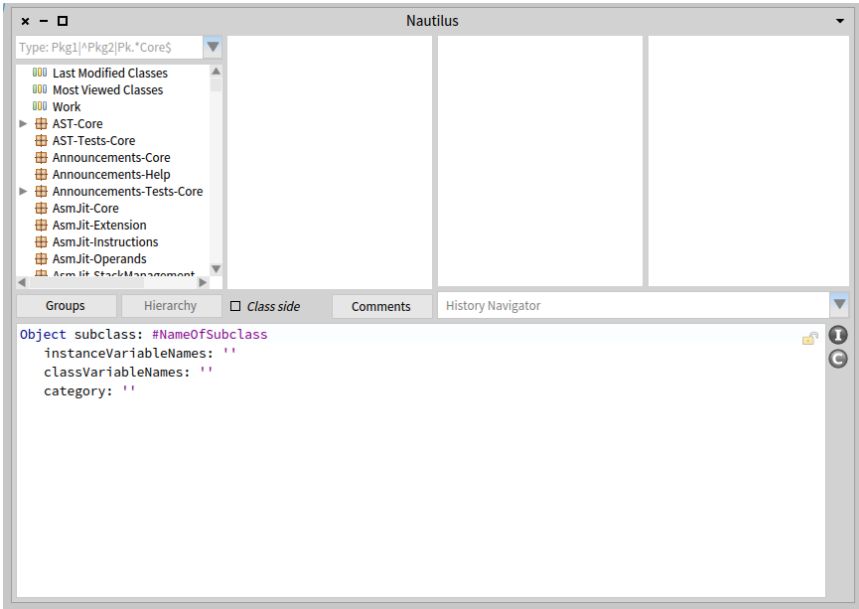 Nautilus
Type: Pkg1|^Pkg2|Pk.*Core$
Last Modified Classes
Most Viewed Classes
Work
AST-Core
AST-Tests-Core
Announcements-Core
Announcements-Help
Announcements-Tests-Core
AsmJit-Core
AsmJit-Extension
AsmJit-Instructions
AsmJit-Operands
AsmJit-StackManagement
Groups Hierarchy Class side Comments History Navigator
Object subclass: #NameOfSubclass
instanceVariableNames: ''
classVariableNames: ''
category: ''
I
C